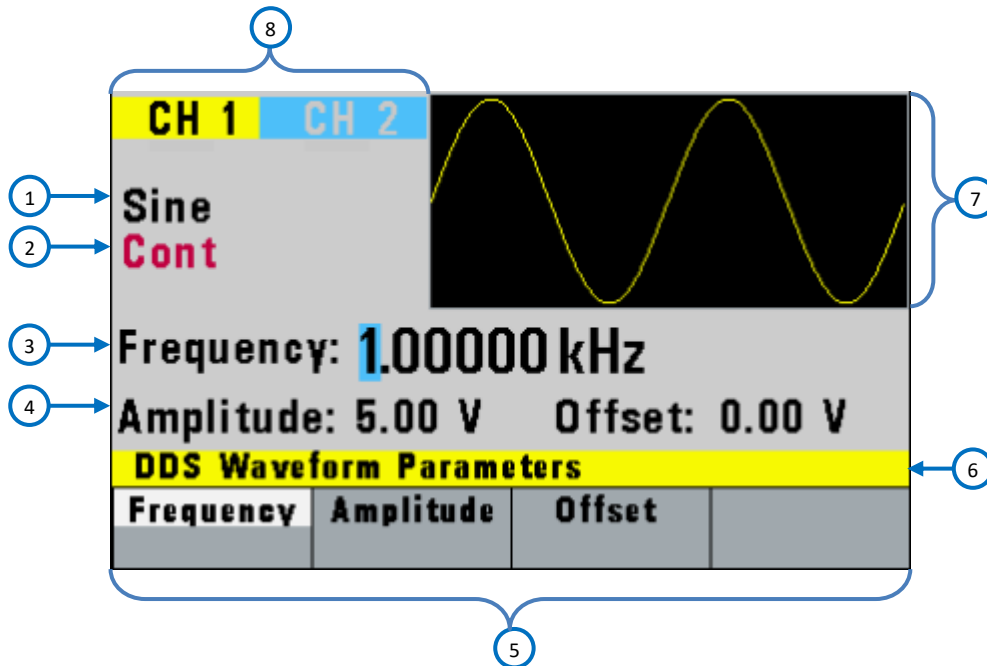 8
CH 1 CH 2
7
1 Sine
2 Cont
3 Frequency: 1.00000 kHz
4 Amplitude: 5.00 V Offset: 0.00 V
DDS Waveform Parameters 6
Frequency Amplitude Offset
5